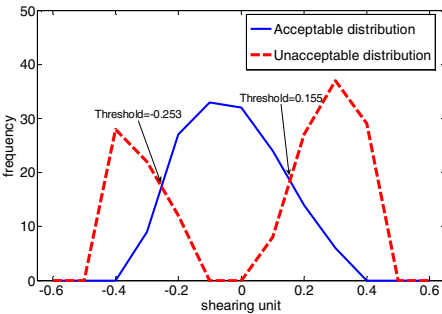 50
40
30
20
10
0
frequency
Acceptable distribution
Unacceptable distribution
Threshold=-0.253
Threshold=0.155
-0.6 -0.4 -0.2 0 0.2 0.4 0.6
shearing unit